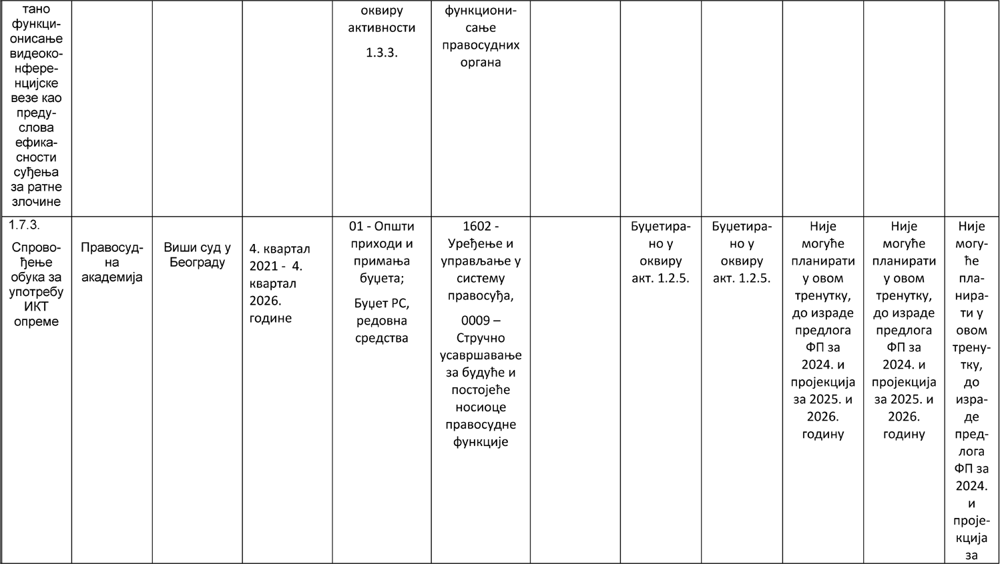 тано
функци-
онисање
видеоко-
нфере-
нцијске
везе као
преду-
слова
ефика-
сности
суђења
за ратне
злочине
оквиру
активности
1.3.3.
функциони-
сање
правосудних
органа
1.7.3.
Спрово-
ђење
обука за
употребу
ИКТ
опреме
Правосуд-
на
академија
Виши суд у
Београду
4. квартал
2021 - 4.
квартал
2026.
године
01 - Општи
приходи и
примања
буџета;
Буџет РС,
редовна
средства
1602 -
Уређење и
управљање у
систему
правосуђа,
0009 –
Стручно
усавршавање
за будуће и
постојеће
носиоце
правосудне
функције
Буџетира-
но у
оквиру
акт. 1.2.5.
Буџетира-
но у
оквиру
акт. 1.2.5.
Није
могуће
планирати
у овом
тренутку,
до израде
предлога
ФП за
2024. и
пројекција
за 2025. и
2026.
годину
Није
могуће
планирати
у овом
тренутку,
до израде
предлога
ФП за
2024. и
пројекција
за 2025. и
2026.
годину
Није
могу-
ће
пла-
нира-
ти у
овом
трену-
тку,
до
изра-
де
пред-
лога
ФП за
2024.
и
проје-
кција
за